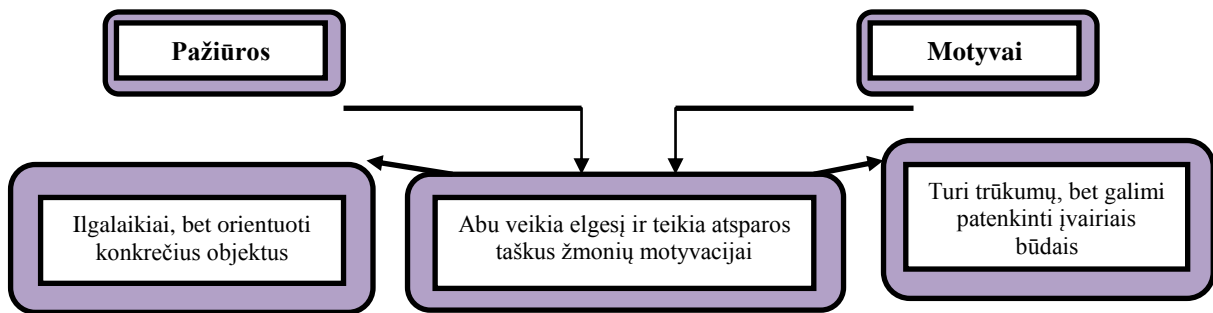 Pažiūros
Motyvai
Ilgalaikiai, bet orientuoti
konkrečius objektus
Abu veikia elgesį ir teikia atsparos
taškus žmonių motyvacijai
Turi trūkumų, bet galimi
patenkinti įvairiais
būdais